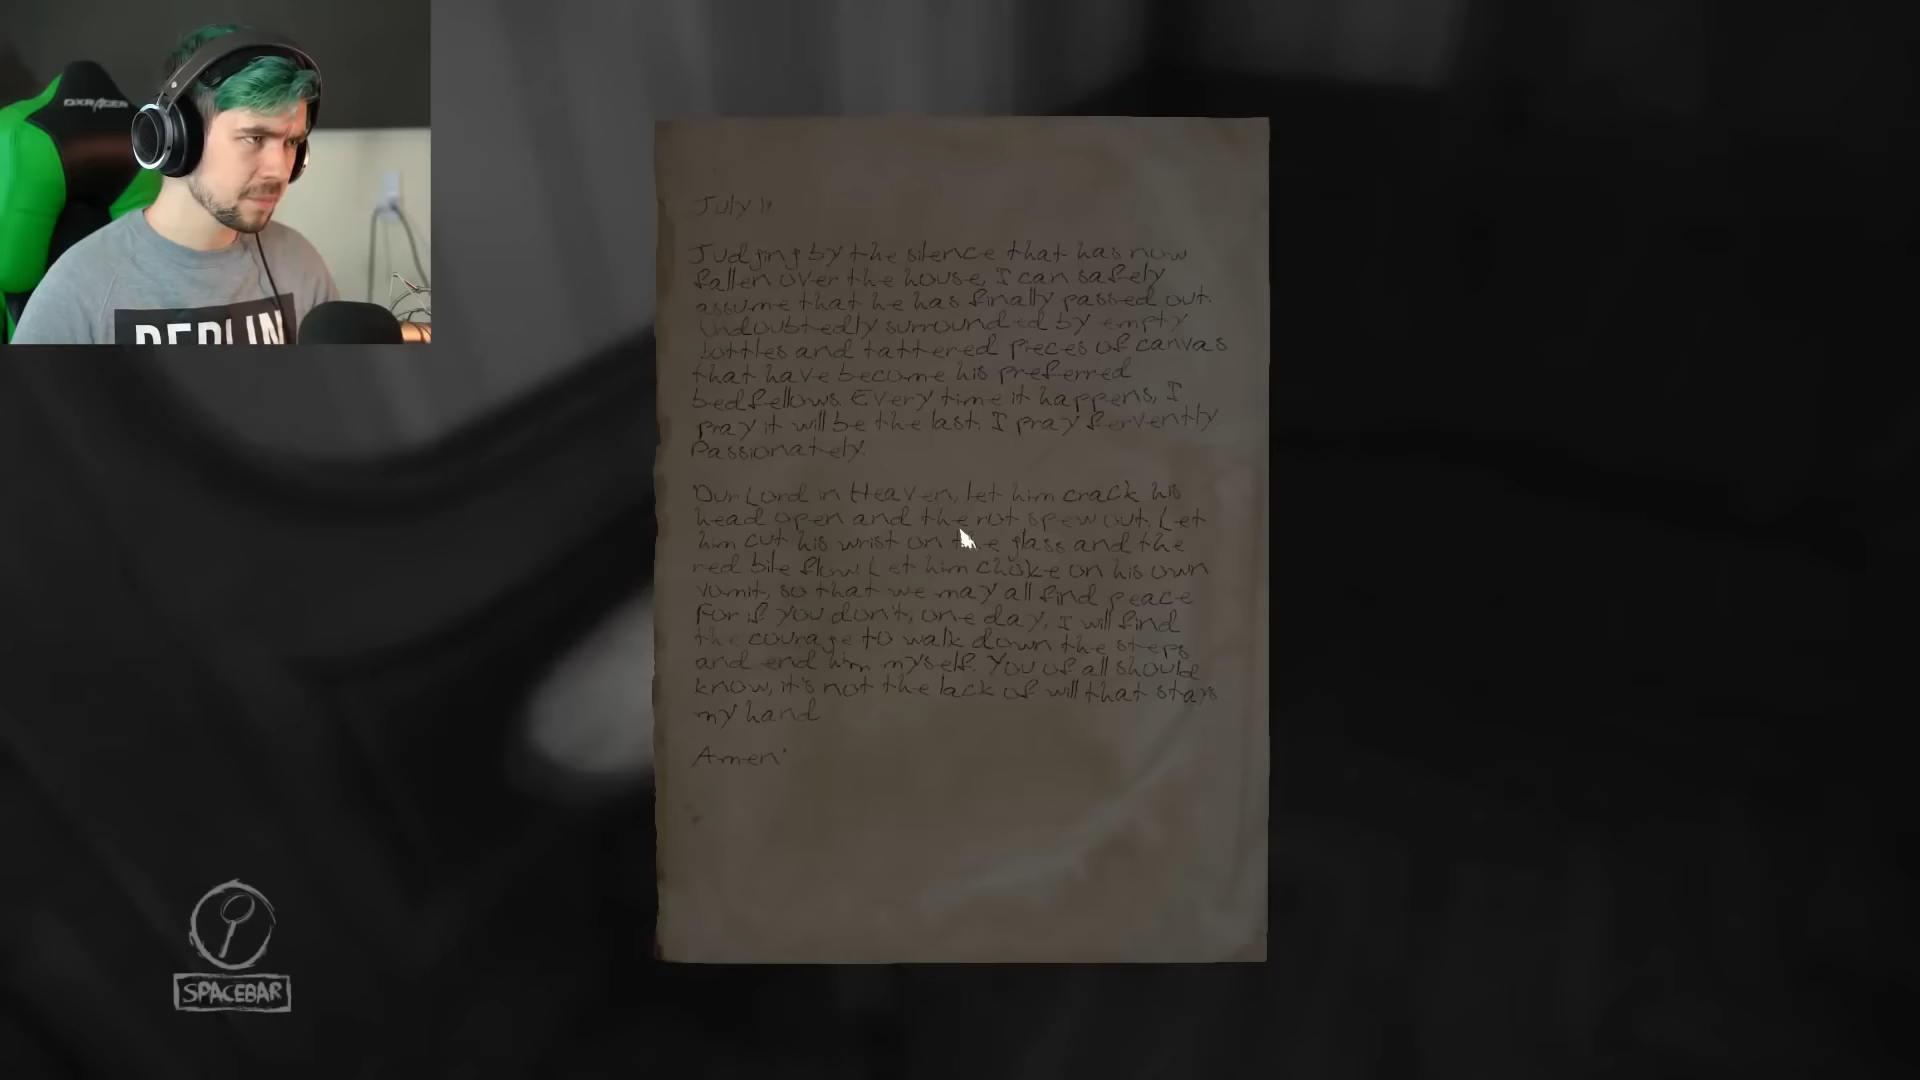 DXRACER
BERLIN
July 11
Judging by the silence that has now
fallen over the house, I can safely
assume that he has finally passed out.
Undoubtedly surrounded by empty
bottles and tattered pieces of canvas
that have become his preferred
bedfellows. Every time it happens, I
pray it will be the last. I pray fervently
Passionately.
Our Lord in Heaven, let him crack his
head open and the rot spew out. Let
him cut his wrist on the glass and the
red bile flow Let him choke on his own
vomit, so that we may all find peace
For if you don't, one day, I will find
the courage to walk down the steps
and end him myself. You of all should
know, it's not the lack of will that stays
my hand
Amen'
SPACEBAR